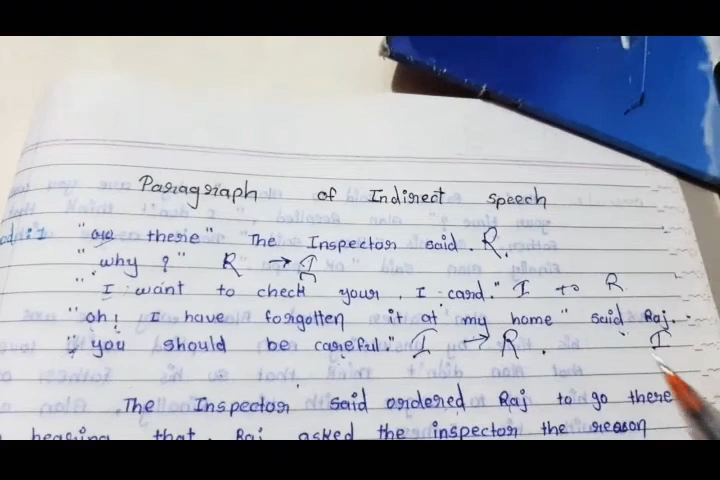 Paragraph of Indirect speech
"Go there" The Inspector said. R.
"why ? " R → I
"I want to check your I card." I to R
"oh! I have forgotten it at my home" said Raj.
"you should be careful." I → R. I
The Inspector said ordered Raj to go there
hearing that, Raj asked the inspector the reason